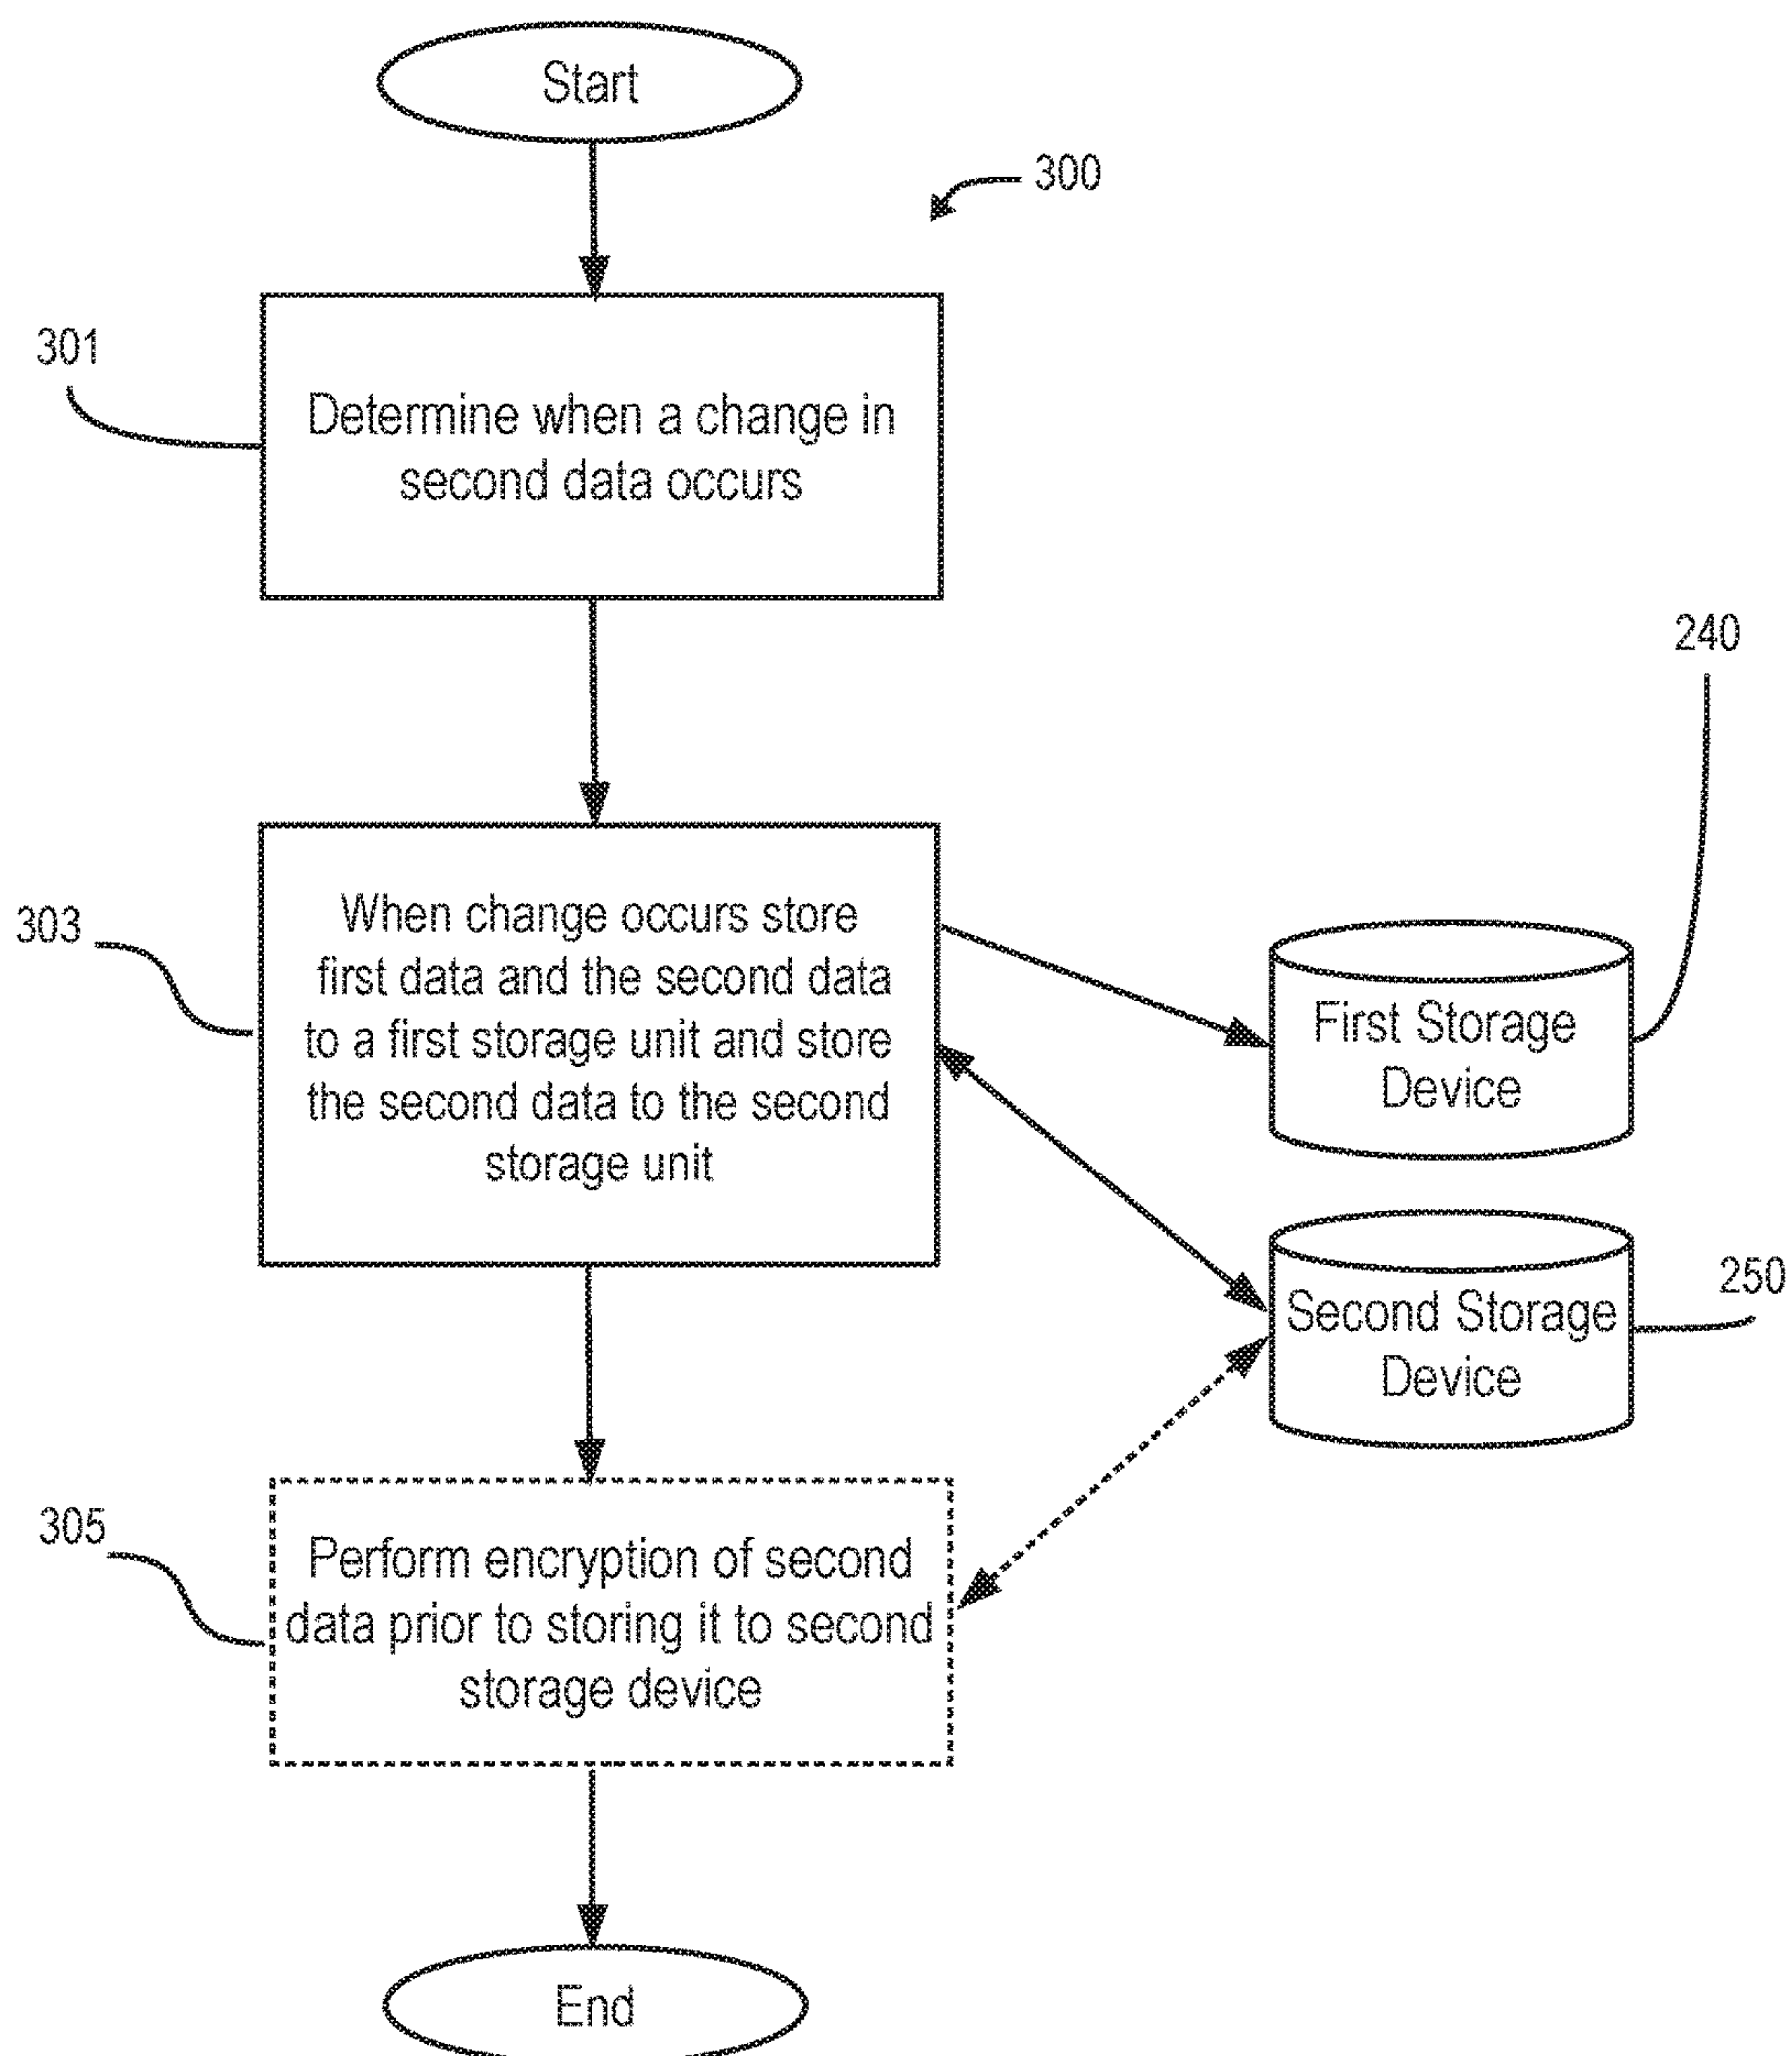 Start
300
301
Determine when a change in
second data occurs
240
303
When change occurs store
first data and the second data
to a first storage unit and store
the second data to the second
storage unit
First Storage
Device
250
Second Storage
Device
305
Perform encryption of second
data prior to storing it to second
storage device
End